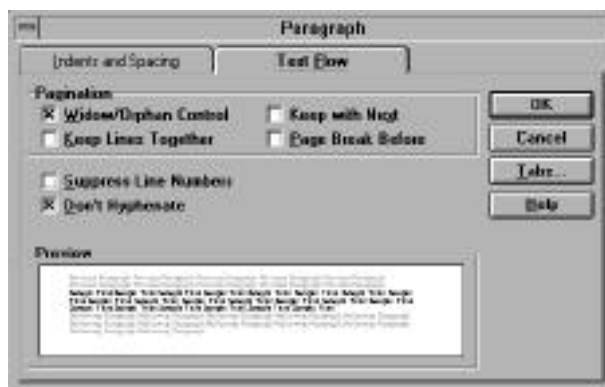 Paragraph
Indents and Spacing
Text Flow
Pagination
Widow/Orphan Control
Keep with Next
OK
Keep Lines Together
Page Break Before
Cancel
Suppress Line Numbers
Tabs...
Don't Hyphenate
Help
Preview